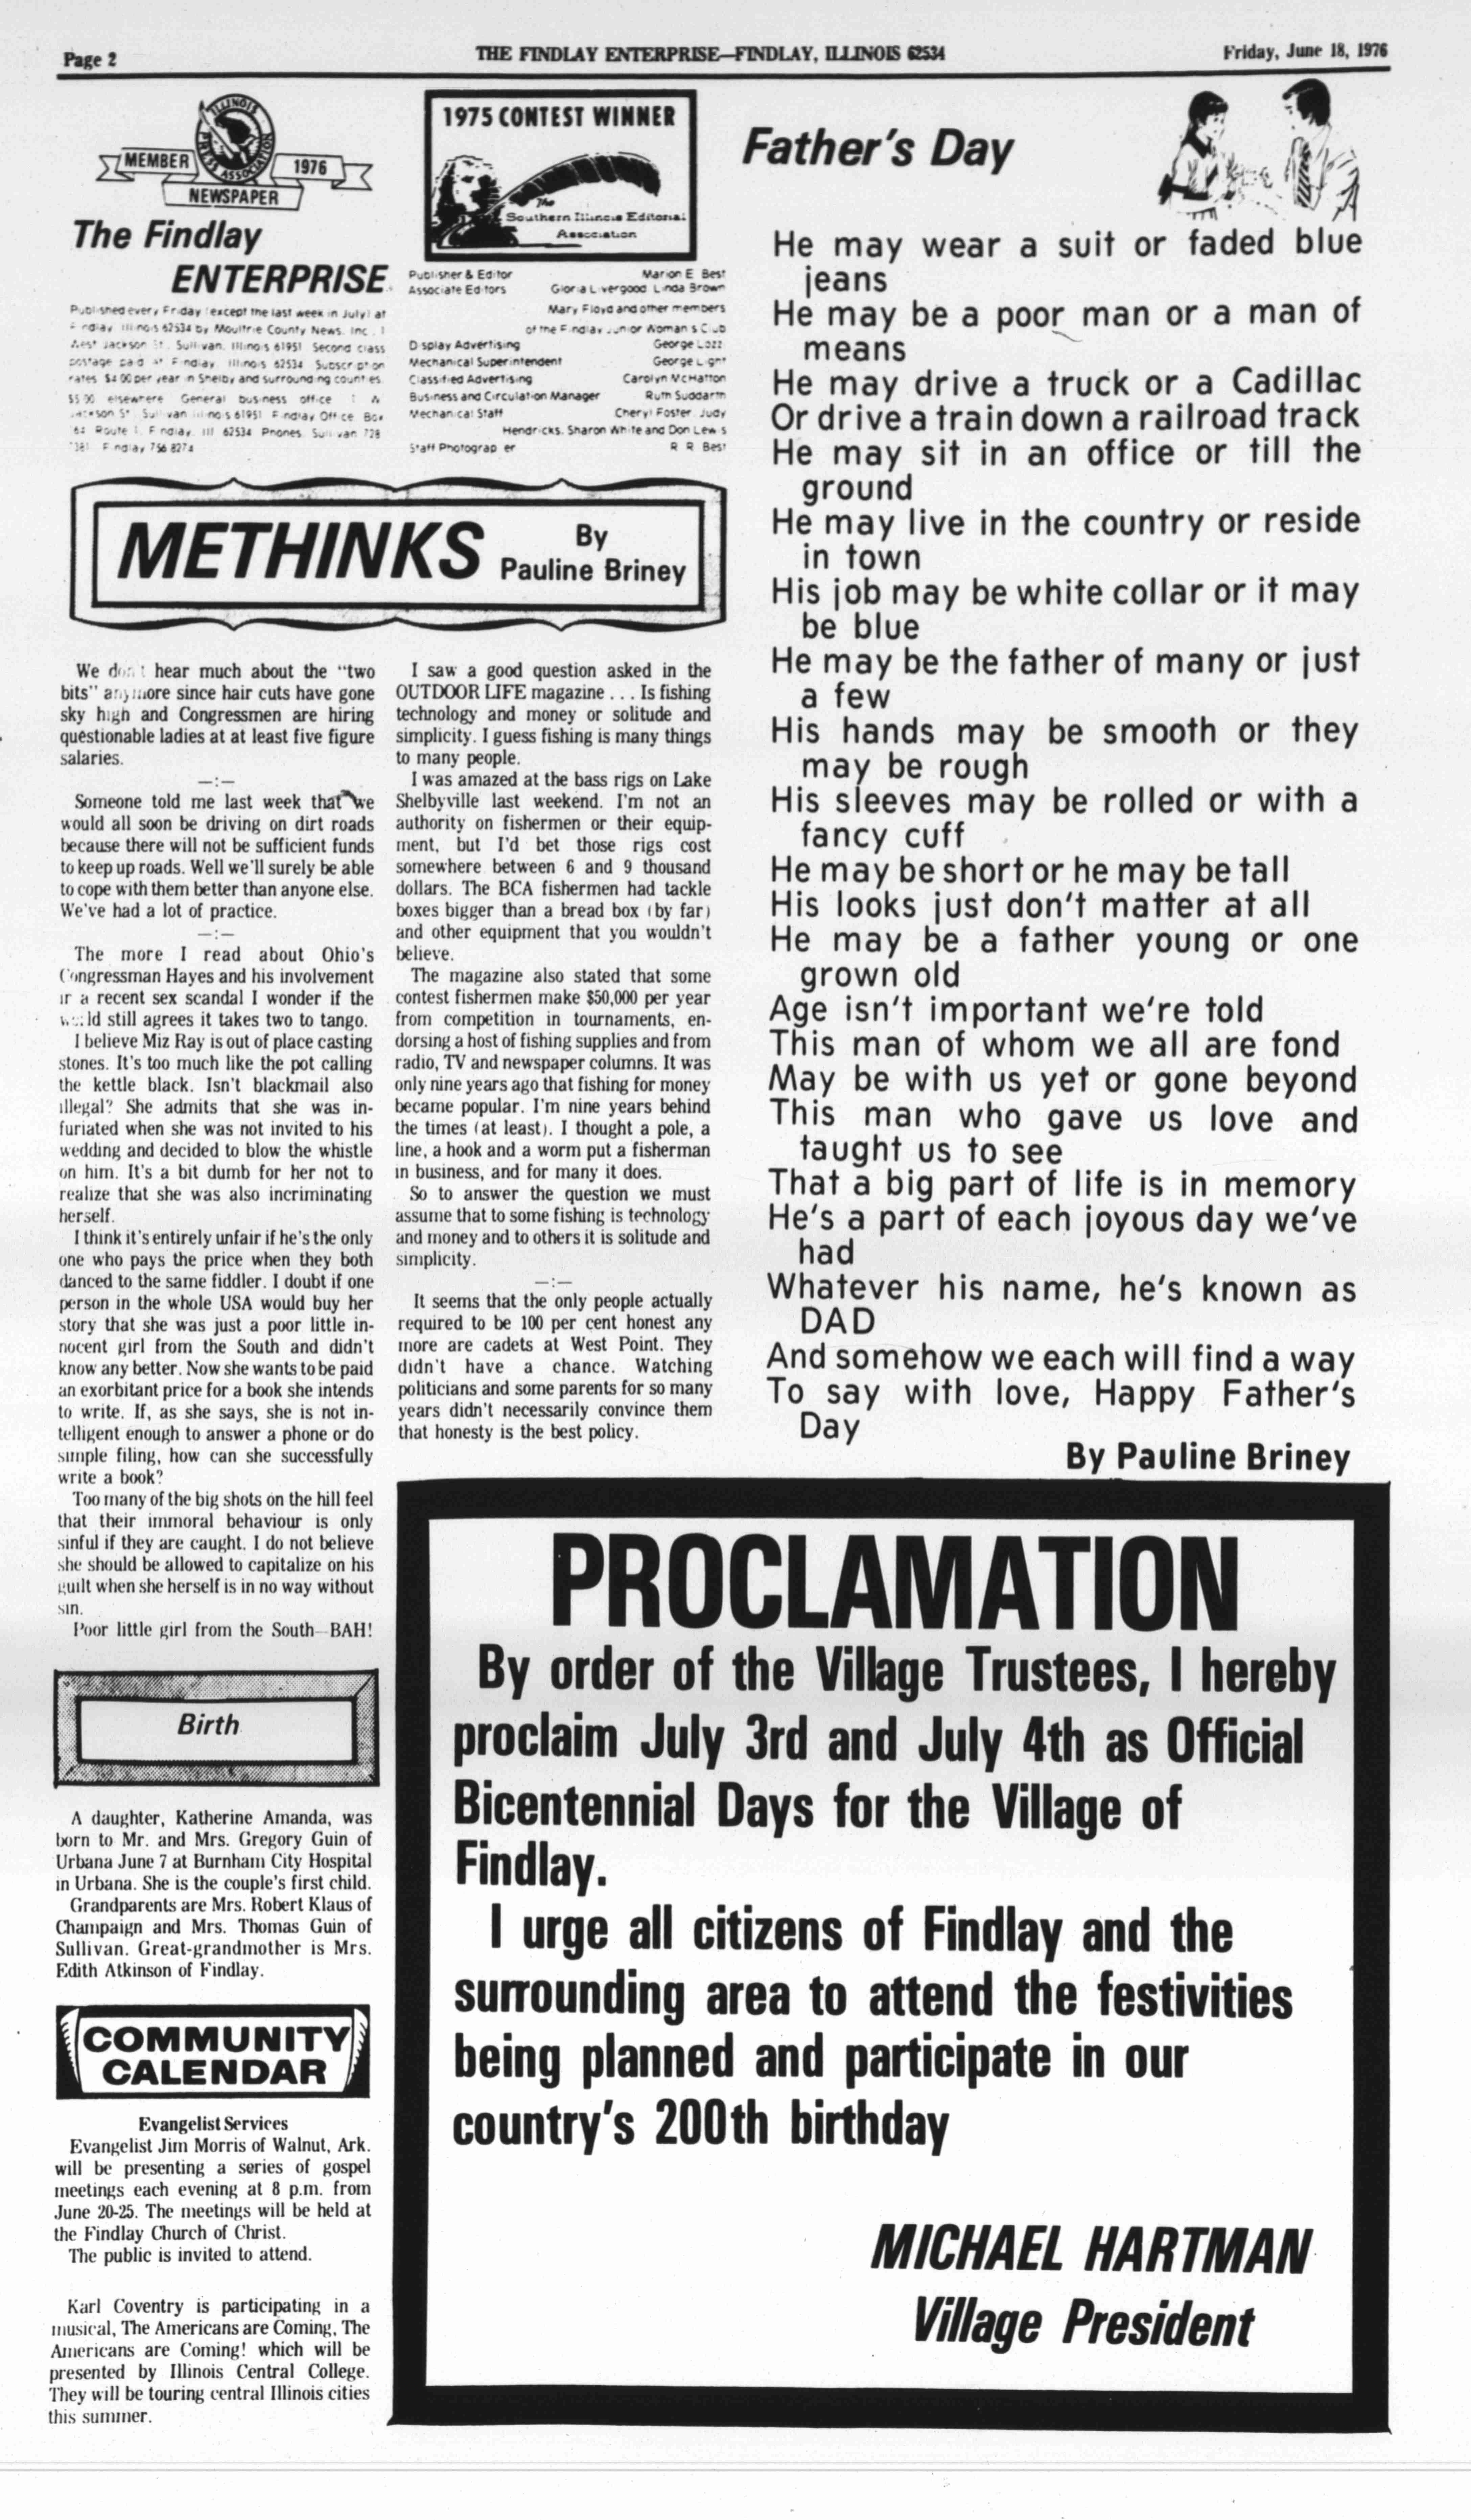 Page 2
THE FINDLAY ENTERPRISE—FINDLAY, ILLINOIS 62534
Friday, June 18, 1976
ILLINOIS
PRESS ASSOCIATION
MEMBER
1976
NEWSPAPER
The Findlay
ENTERPRISE
Published every Friday (except the last week in July) at
Findlay, Illinois 62534 by Moultrie County News, Inc., 1
West Jackson St., Sullivan, Illinois 61951. Second class
postage paid at Findlay, Illinois 62534. Subscription
rates $4.00 per year in Shelby and surrounding counties.
$5.00 elsewhere. General business office 1 W.
Jackson St., Sullivan, Illinois 61951. Findlay Office Box
Route 1, Findlay, Ill. 62534. Phones: Sullivan 728
7381 Findlay 756 8274
1975 CONTEST WINNER
The
Southern Illinois Editorial
Association
Publisher & Editor Marion E. Best
Associate Editors Gloria Livergood, Linda Brown
Mary Floyd and other members
of the Findlay Junior Woman's Club
Display Advertising George Lozz
Mechanical Superintendent George Light
Classified Advertising Carolyn McHatton
Business and Circulation Manager Ruth Suddarth
Mechanical Staff Cheryl Foster, Judy
Hendricks, Sharon White and Don Lewis
Staff Photographer R. R. Best
METHINKS
By
Pauline Briney
We don't hear much about the "two
bits" anymore since hair cuts have gone
sky high and Congressmen are hiring
questionable ladies at at least five figure
salaries.
—:—
Someone told me last week that we
would all soon be driving on dirt roads
because there will not be sufficient funds
to keep up roads. Well we'll surely be able
to cope with them better than anyone else.
We've had a lot of practice.
—:—
The more I read about Ohio's
Congressman Hayes and his involvement
in a recent sex scandal I wonder if the
world still agrees it takes two to tango.
I believe Miz Ray is out of place casting
stones. It's too much like the pot calling
the kettle black. Isn't blackmail also
illegal? She admits that she was in-
furiated when she was not invited to his
wedding and decided to blow the whistle
on him. It's a bit dumb for her not to
realize that she was also incriminating
herself.
I think it's entirely unfair if he's the only
one who pays the price when they both
danced to the same fiddler. I doubt if one
person in the whole USA would buy her
story that she was just a poor little in-
nocent girl from the South and didn't
know any better. Now she wants to be paid
an exorbitant price for a book she intends
to write. If, as she says, she is not in-
telligent enough to answer a phone or do
simple filing, how can she successfully
write a book?
Too many of the big shots on the hill feel
that their immoral behaviour is only
sinful if they are caught. I do not believe
she should be allowed to capitalize on his
guilt when she herself is in no way without
sin.
Poor little girl from the South—BAH!
I saw a good question asked in the
OUTDOOR LIFE magazine . . . Is fishing
technology and money or solitude and
simplicity. I guess fishing is many things
to many people.
I was amazed at the bass rigs on Lake
Shelbyville last weekend. I'm not an
authority on fishermen or their equip-
ment, but I'd bet those rigs cost
somewhere between 6 and 9 thousand
dollars. The BCA fishermen had tackle
boxes bigger than a bread box (by far)
and other equipment that you wouldn't
believe.
The magazine also stated that some
contest fishermen make $50,000 per year
from competition in tournaments, en-
dorsing a host of fishing supplies and from
radio, TV and newspaper columns. It was
only nine years ago that fishing for money
became popular. I'm nine years behind
the times (at least). I thought a pole, a
line, a hook and a worm put a fisherman
in business, and for many it does.
So to answer the question we must
assume that to some fishing is technology
and money and to others it is solitude and
simplicity.
—:—
It seems that the only people actually
required to be 100 per cent honest any
more are cadets at West Point. They
didn't have a chance. Watching
politicians and some parents for so many
years didn't necessarily convince them
that honesty is the best policy.
Father's Day
He may wear a suit or faded blue
jeans
He may be a poor man or a man of
means
He may drive a truck or a Cadillac
Or drive a train down a railroad track
He may sit in an office or till the
ground
He may live in the country or reside
in town
His job may be white collar or it may
be blue
He may be the father of many or just
a few
His hands may be smooth or they
may be rough
His sleeves may be rolled or with a
fancy cuff
He may be short or he may be tall
His looks just don't matter at all
He may be a father young or one
grown old
Age isn't important we're told
This man of whom we all are fond
May be with us yet or gone beyond
This man who gave us love and
taught us to see
That a big part of life is in memory
He's a part of each joyous day we've
had
Whatever his name, he's known as
DAD
And somehow we each will find a way
To say with love, Happy Father's
Day
By Pauline Briney
Birth
A daughter, Katherine Amanda, was
born to Mr. and Mrs. Gregory Guin of
Urbana June 7 at Burnham City Hospital
in Urbana. She is the couple's first child.
Grandparents are Mrs. Robert Klaus of
Champaign and Mrs. Thomas Guin of
Sullivan. Great-grandmother is Mrs.
Edith Atkinson of Findlay.
COMMUNITY
CALENDAR
Evangelist Services
Evangelist Jim Morris of Walnut, Ark.
will be presenting a series of gospel
meetings each evening at 8 p.m. from
June 20-25. The meetings will be held at
the Findlay Church of Christ.
The public is invited to attend.
Karl Coventry is participating in a
musical, The Americans are Coming, The
Americans are Coming! which will be
presented by Illinois Central College.
They will be touring central Illinois cities
this summer.
PROCLAMATION
By order of the Village Trustees, I hereby
proclaim July 3rd and July 4th as Official
Bicentennial Days for the Village of
Findlay.
I urge all citizens of Findlay and the
surrounding area to attend the festivities
being planned and participate in our
country's 200th birthday
MICHAEL HARTMAN
Village President